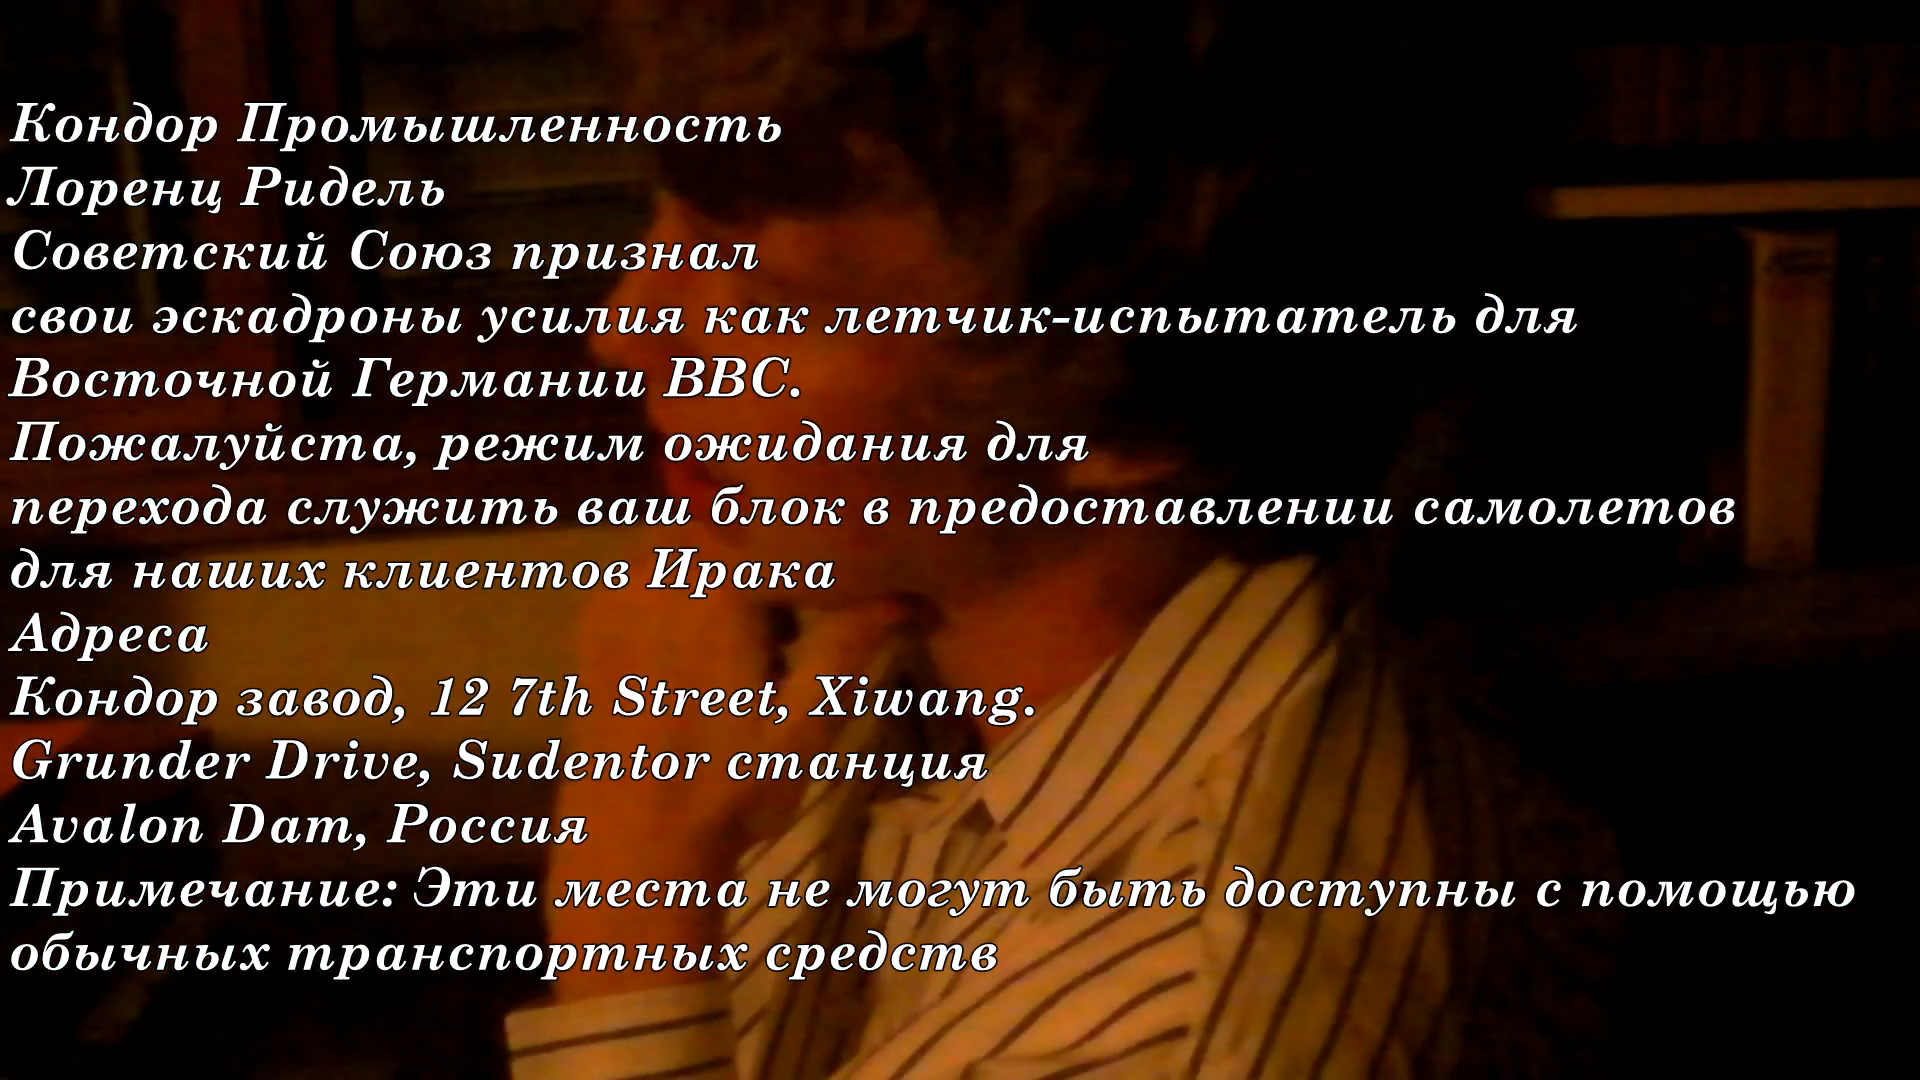 Кондор Промышленность
Лоренц Ридель
Советский Союз признал
свои эскадроны усилия как летчик-испытатель для
Восточной Германии ВВС.
Пожалуйста, режим ожидания для
перехода служить ваш блок в предоставлении самолетов
для наших клиентов Ирака
Адреса
Кондор завод, 12 7th Street, Xiwang.
Grunder Drive, Sudentor станция
Avalon Dam, Россия
Примечание: Эти места не могут быть доступны с помощью
обычных транспортных средств